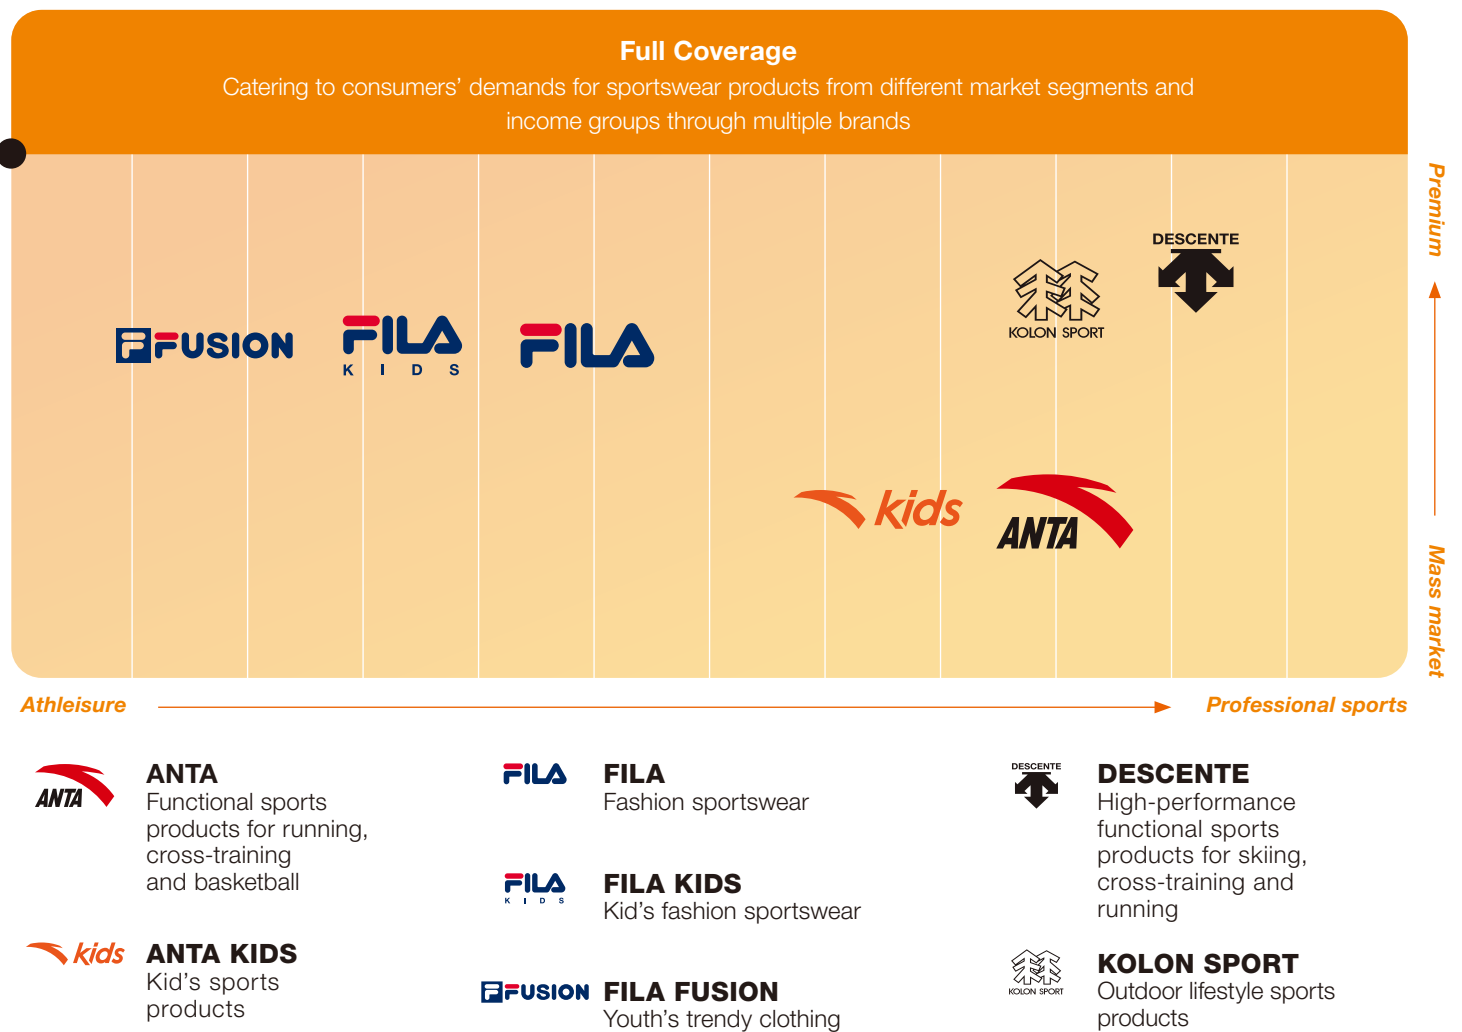 Full Coverage
Catering to consumers’ demands for sportswear products from different market segments and
income groups through multiple brands
Premium
Mass market
DESCENTE
KOLON SPORT
F FUSION
FILA
KIDS
FILA
kids
ANTA
Athleisure
Professional sports
ANTA
ANTA
Functional sports
products for running,
cross-training
and basketball
kids
ANTA KIDS
Kid’s sports
products
FILA
FILA
Fashion sportswear
FILA
KIDS
FILA KIDS
Kid’s fashion sportswear
F FUSION
FILA FUSION
Youth’s trendy clothing
DESCENTE
DESCENTE
High-performance
functional sports
products for skiing,
cross-training and
running
KOLON SPORT
KOLON SPORT
Outdoor lifestyle sports
products